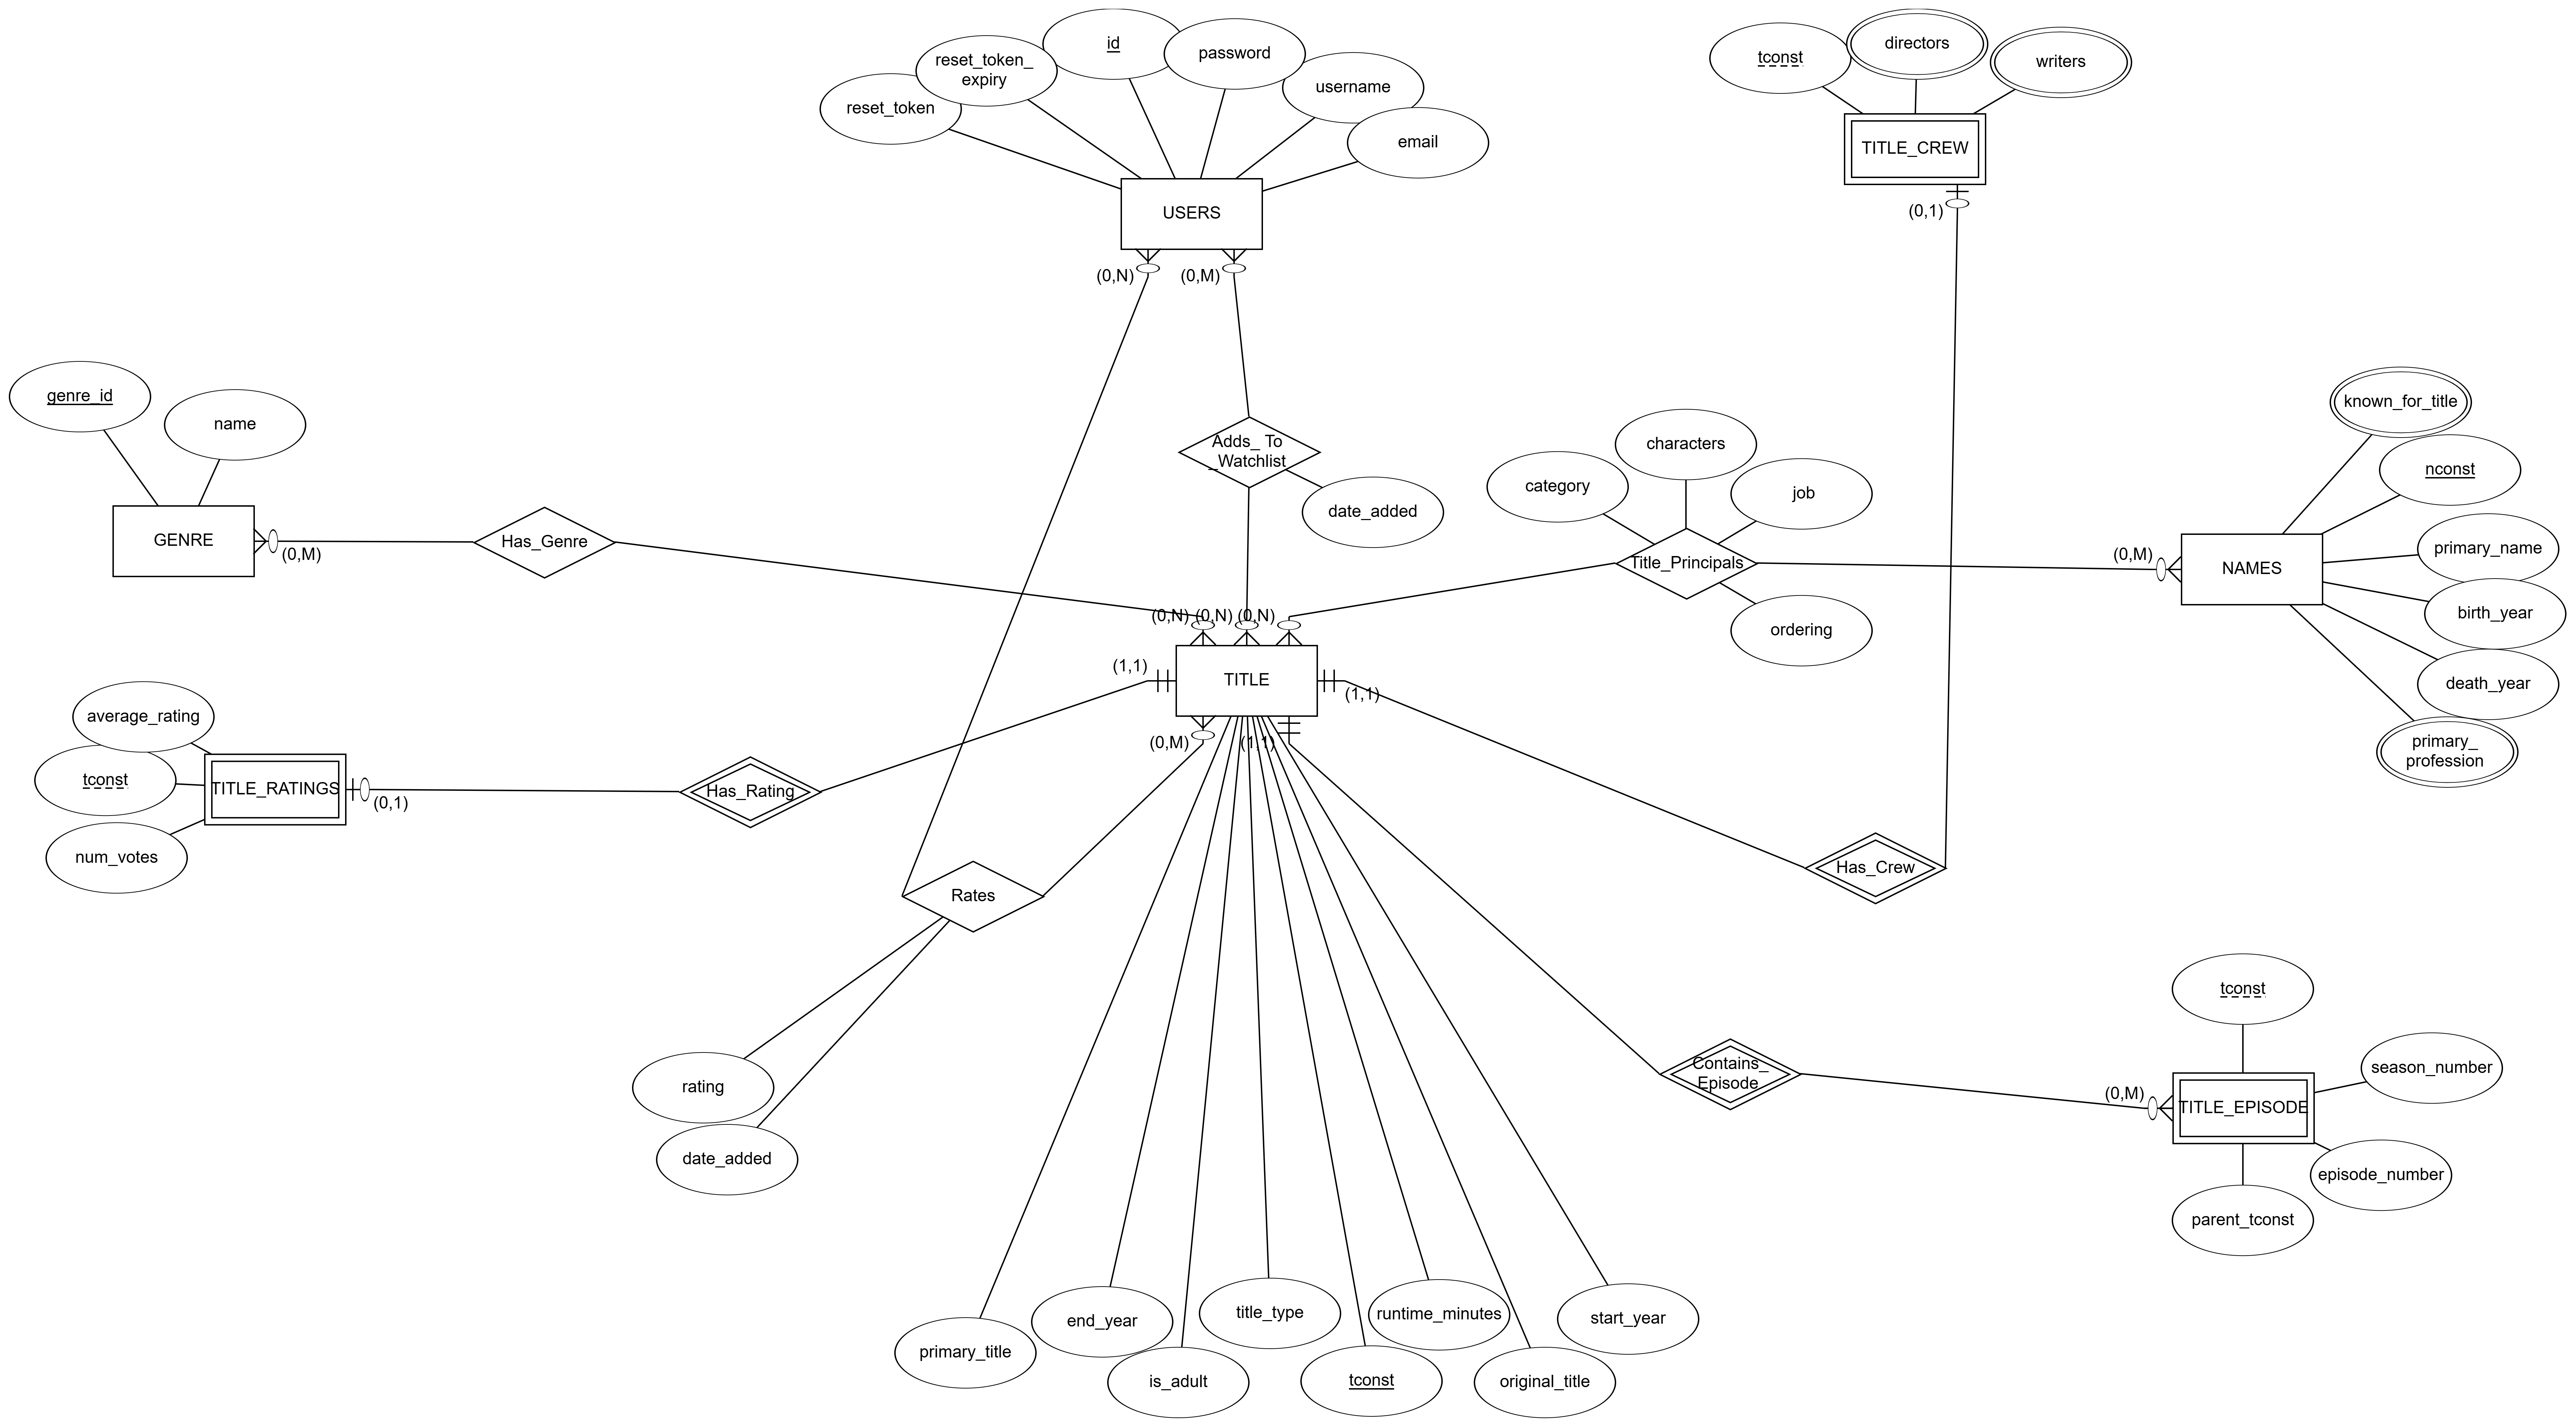 id
directors
password
tconst
reset_token_
expiry
writers
username
reset_token
email
TITLE_CREW
USERS
(0,1)
(0,N)
(0,M)
genre_id
known_for_title
name
Adds_ To
_Watchlist
characters
nconst
category
job
date_added
GENRE
Has_Genre
(0,M)
(0,M)
primary_name
Title_Principals
NAMES
(0,N)
(0,N)
(0,N)
ordering
birth_year
(1,1)
TITLE
(1,1)
death_year
average_rating
(0,M)
(1,1)
primary_
profession
tconst
TITLE_RATINGS
(0,1)
Has_Rating
num_votes
Rates
Has_Crew
tconst
Contains_
Episode
season_number
rating
(0,M)
TITLE_EPISODE
date_added
episode_number
parent_tconst
title_type
runtime_minutes
end_year
start_year
primary_title
is_adult
tconst
original_title